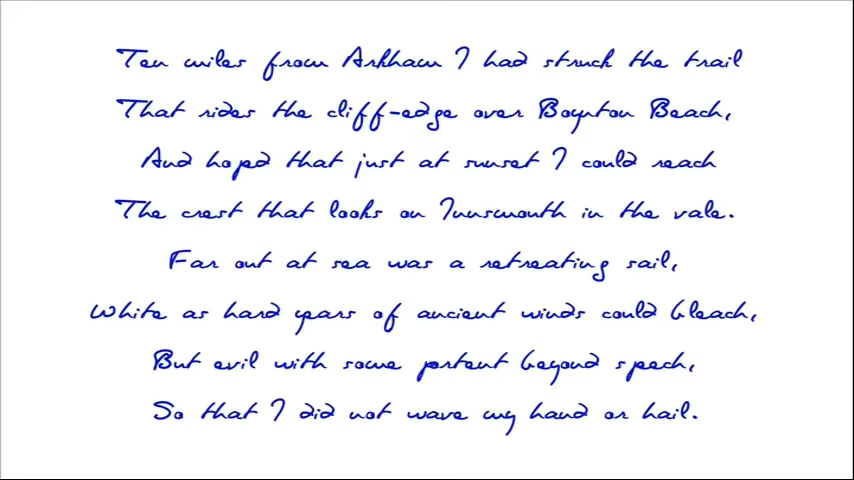 Ten miles from Arkham I had struck the trail
That rides the cliff-edge over Boynton Beach,
And hoped that just at sunset I could reach
The crest that looks on Innsmouth in the vale.
Far out at sea was a retreating sail,
White as hard years of ancient winds could bleach,
But evil with some portent beyond speech,
So that I did not wave my hand or hail.